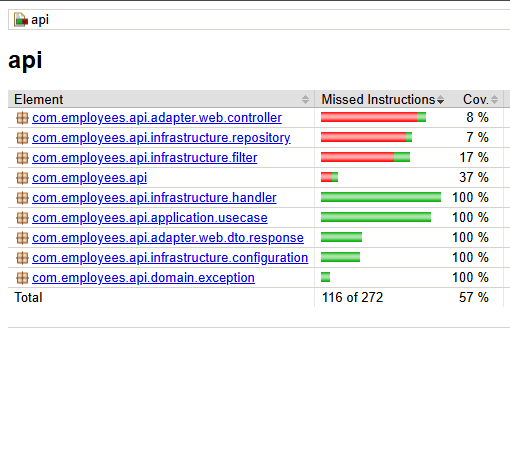 api
api
Element Missed Instructions Cov.
com.employees.api.adapter.web.controller 8 %
com.employees.api.infrastructure.repository 7 %
com.employees.api.infrastructure.filter 17 %
com.employees.api 37 %
com.employees.api.infrastructure.handler 100 %
com.employees.api.application.usecase 100 %
com.employees.api.adapter.web.dto.response 100 %
com.employees.api.infrastructure.configuration 100 %
com.employees.api.domain.exception 100 %
Total 116 of 272 57 %